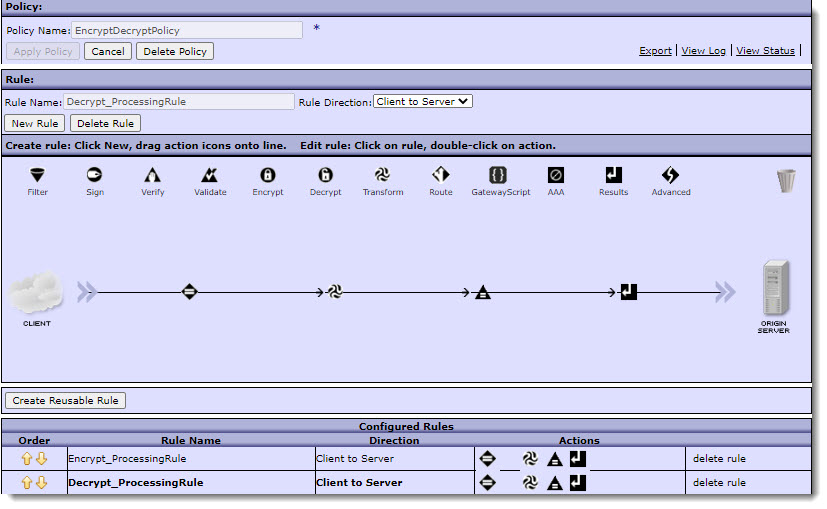 Policy:
Policy Name: EncryptDecryptPolicy *
Apply Policy Cancel Delete Policy Export | View Log | View Status |
Rule:
Rule Name: Decrypt_ProcessingRule Rule Direction: Client to Server
New Rule Delete Rule
Create rule: Click New, drag action icons onto line. Edit rule: Click on rule, double-click on action.
Filter Sign Verify Validate Encrypt Decrypt Transform Route GatewayScript AAA Results Advanced
CLIENT
ORIGIN
SERVER
Create Reusable Rule
Configured Rules
Order Rule Name Direction Actions
Encrypt_ProcessingRule Client to Server delete rule
Decrypt_ProcessingRule Client to Server delete rule